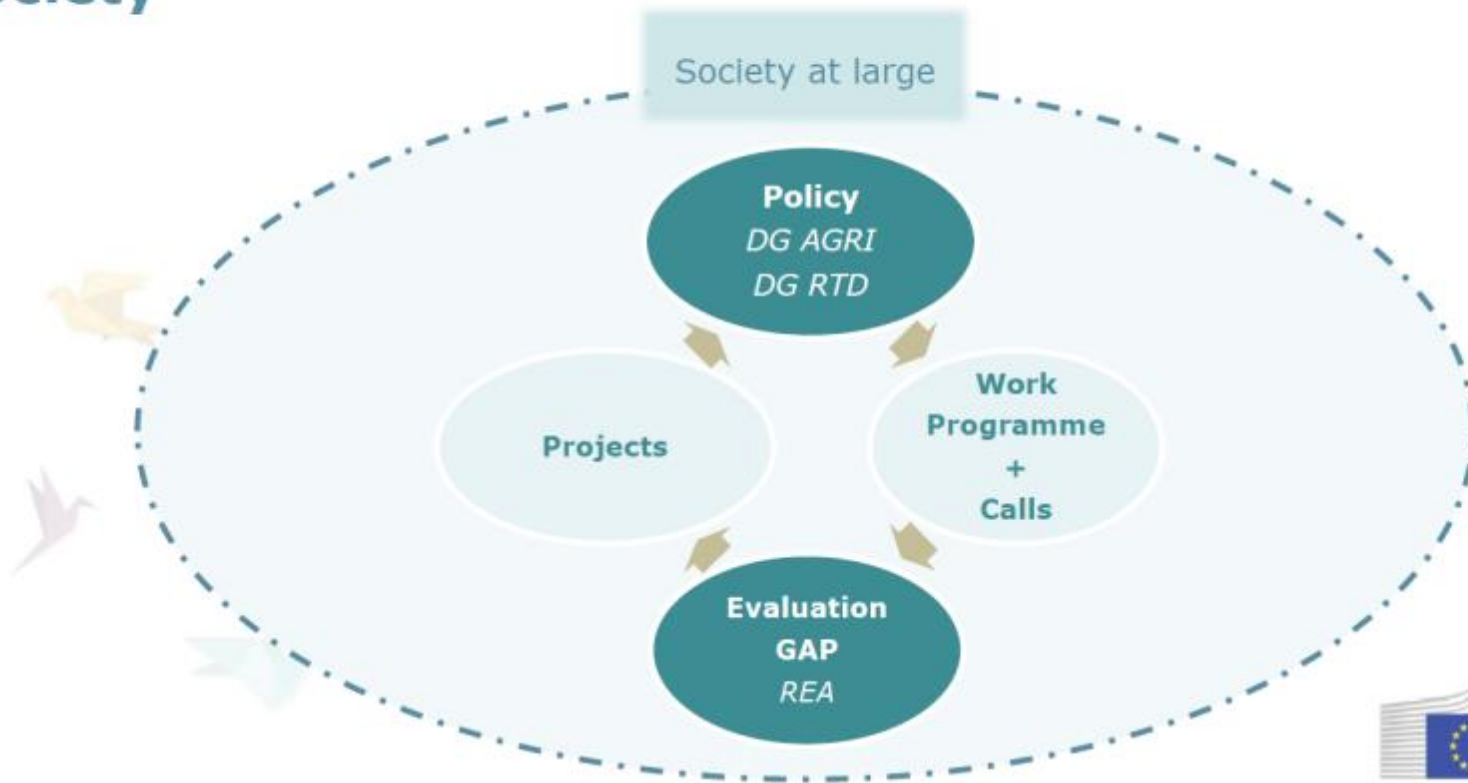 Society at large
Policy
DG AGRI
DG RTD
Projects
Work
Programme
+
Calls
Evaluation
GAP
REA